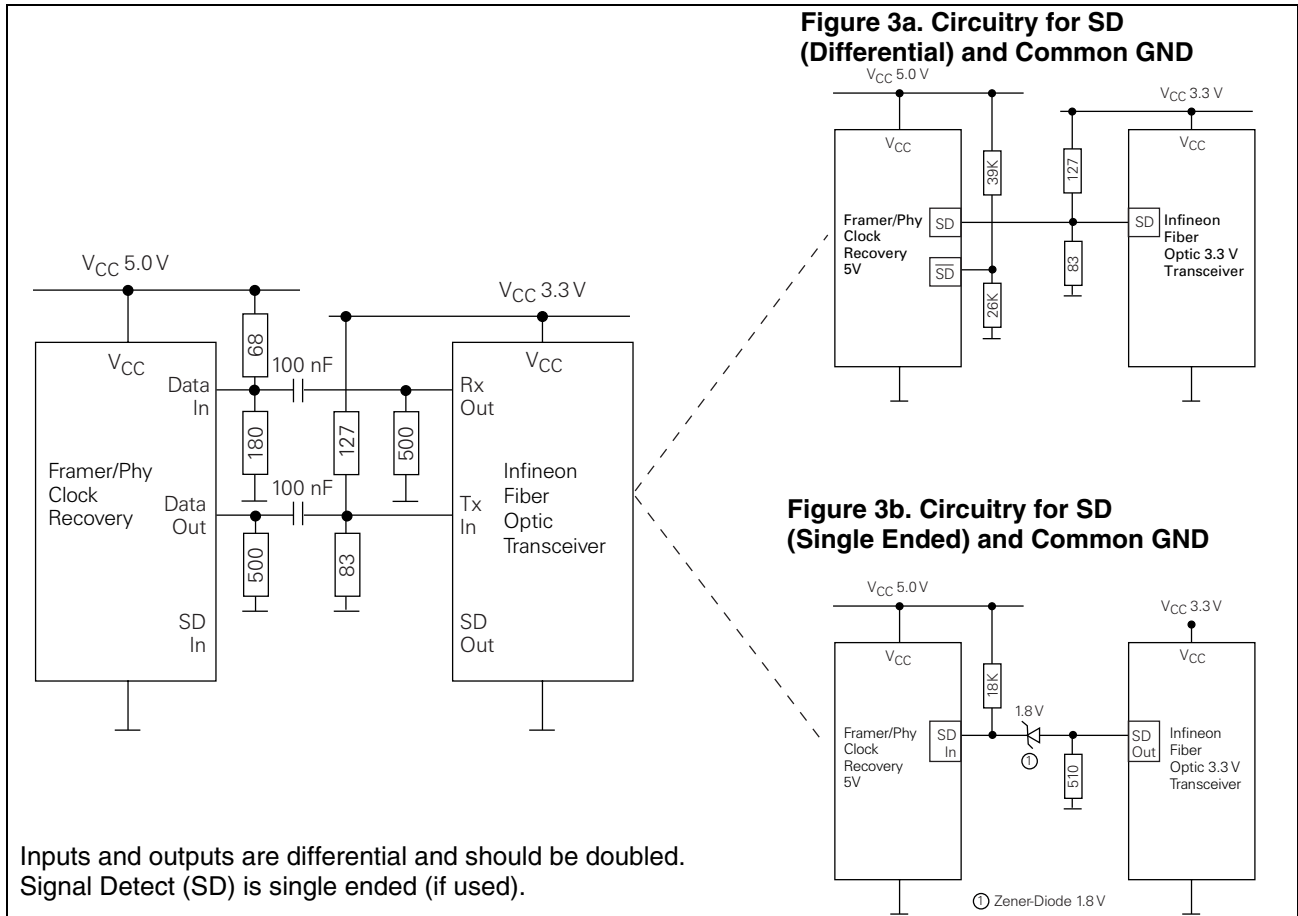 Figure 3a. Circuitry for SD
(Differential) and Common GND
VCC 5.0 V
VCC 3.3 V
VCC
VCC
39K
127
Framer/Phy
Clock
Recovery
5V
SD
SD
SD
Infineon
Fiber
Optic 3.3 V
Transceiver
83
26K
VCC 5.0 V
VCC 3.3 V
68
VCC
100 nF
VCC
Data
In
Rx
Out
180
127
500
Framer/Phy
Clock
Recovery
100 nF
Infineon
Fiber
Optic
Transceiver
Data
Out
Tx
In
500
83
SD
In
SD
Out
Figure 3b. Circuitry for SD
(Single Ended) and Common GND
VCC 5.0 V
VCC 3.3 V
VCC
VCC
18K
1.8 V
Framer/Phy
Clock
Recovery
5V
SD
In
1
510
SD
Out
Infineon
Fiber
Optic 3.3 V
Transceiver
Inputs and outputs are differential and should be doubled.
Signal Detect (SD) is single ended (if used).
① Zener-Diode 1.8 V